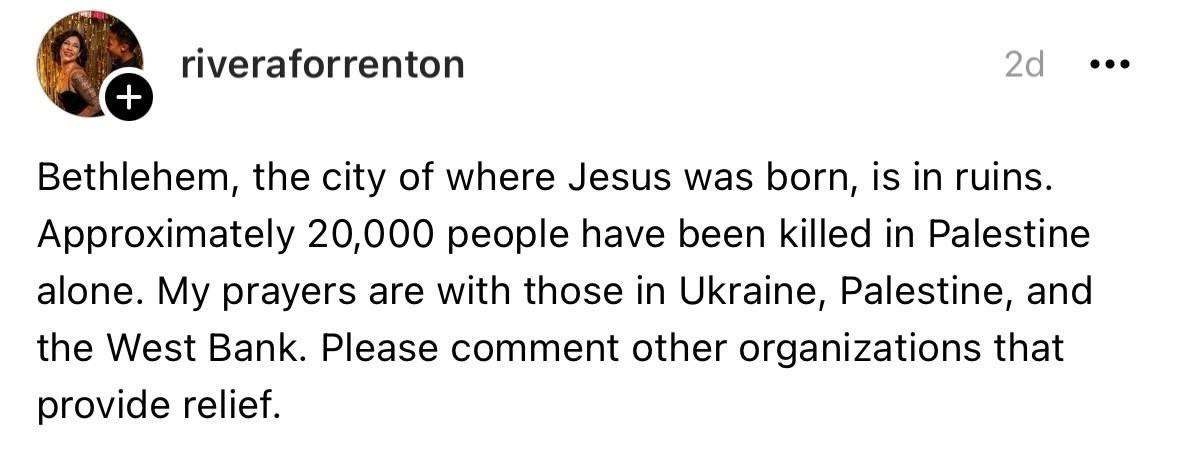 riveraforrenton 2d
Bethlehem, the city of where Jesus was born, is in ruins.
Approximately 20,000 people have been killed in Palestine
alone. My prayers are with those in Ukraine, Palestine, and
the West Bank. Please comment other organizations that
provide relief.